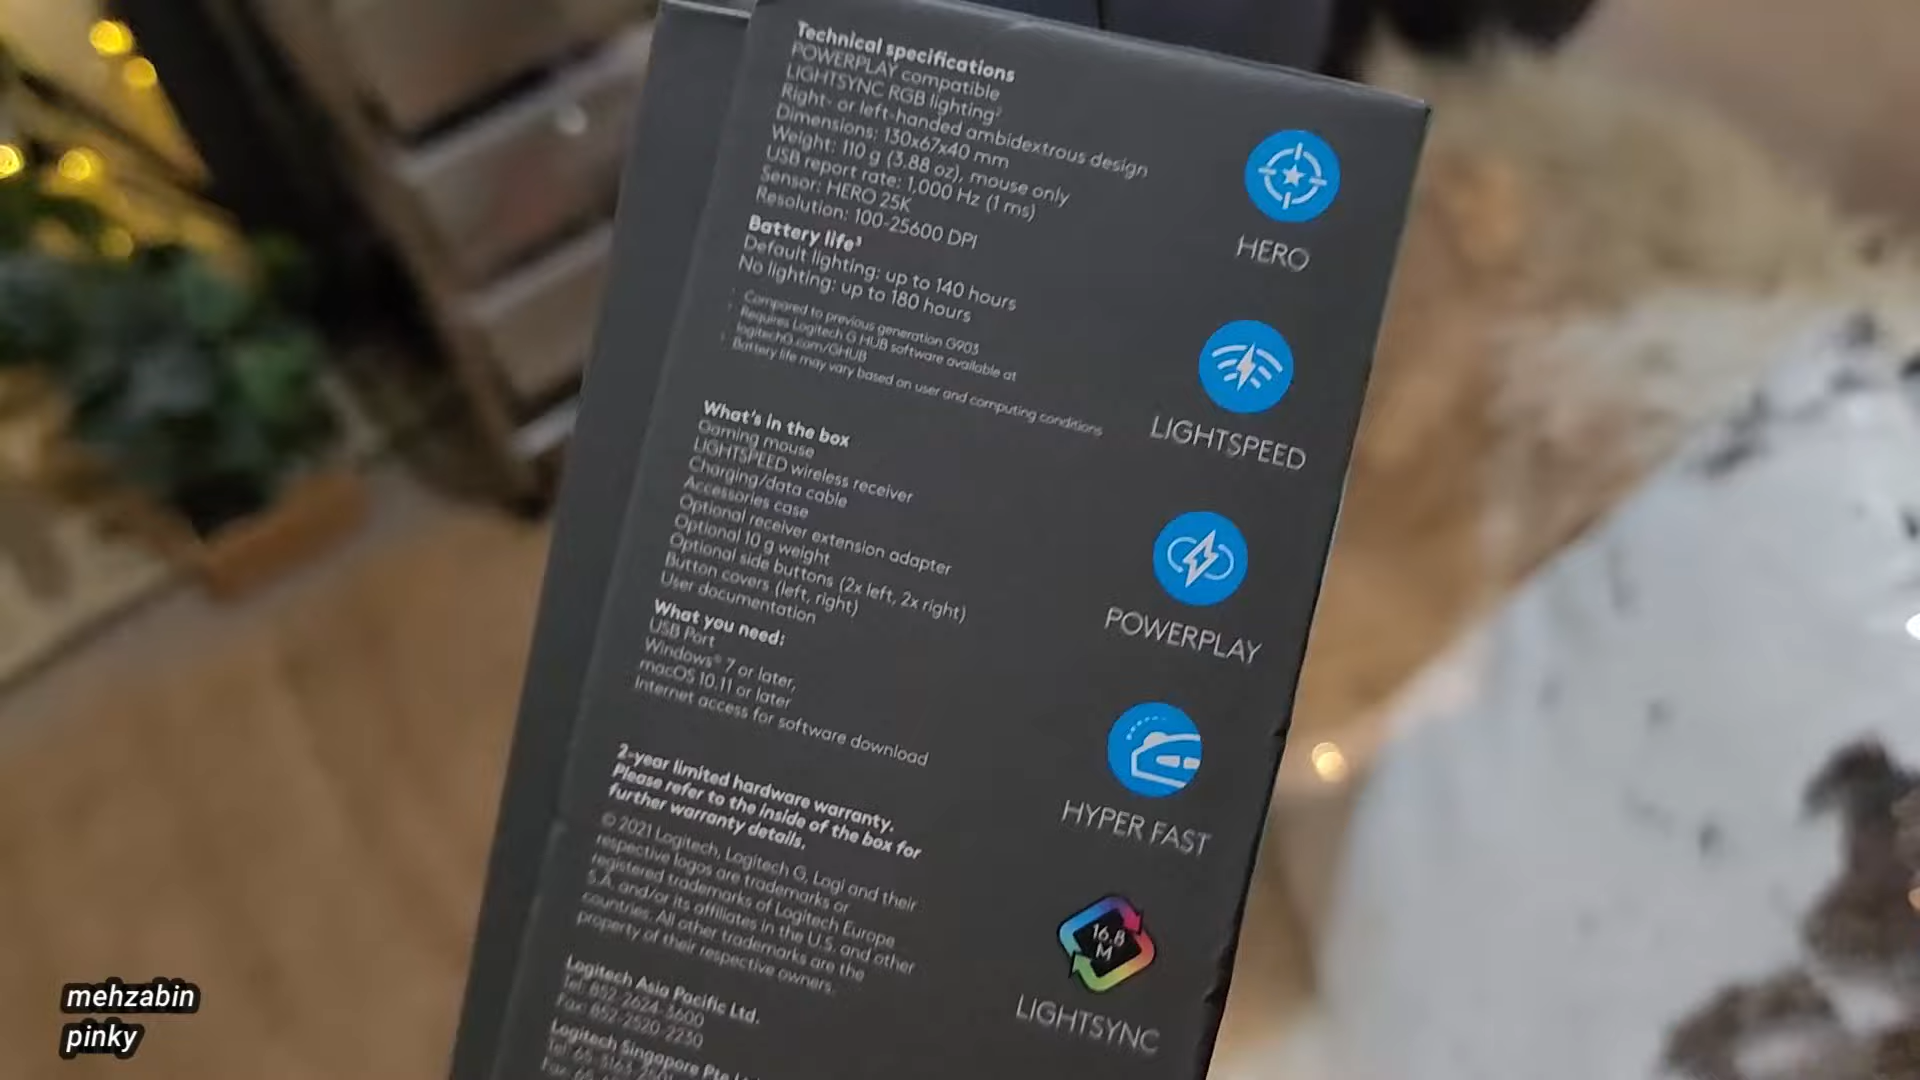 Technical specifications
POWERPLAY compatible
LIGHTSYNC RGB lighting²
Right- or left-handed ambidextrous design
Dimensions: 130x67x40 mm
Weight: 110 g (3.88 oz), mouse only
USB report rate: 1,000 Hz (1 ms)
Sensor: HERO 25K
Resolution: 100-25600 DPI
Battery life³
Default lighting: up to 140 hours
No lighting: up to 180 hours
Compared to previous generation G903
Requires Logitech G HUB software available at
logitechG.com/GHUB
Battery life may vary based on user and computing conditions
What's in the box
Gaming mouse
LIGHTSPEED wireless receiver
Charging/data cable
Accessories case
Optional receiver extension adapter
Optional 10 g weight
Optional side buttons (2x left, 2x right)
Button covers (left, right)
User documentation
What you need:
USB Port
Windows® 7 or later,
macOS 10.11 or later
Internet access for software download
2-year limited hardware warranty.
Please refer to the inside of the box for
further warranty details.
© 2021 Logitech, Logitech G, Logi and their
respective logos are trademarks or
registered trademarks of Logitech Europe
S.A. and/or its affiliates in the U.S. and other
countries. All other trademarks are the
property of their respective owners.
Logitech Asia Pacific Ltd.
Tel: 852-2624-3600
Fax: 852-2520-2230
Logitech Singapore Pte
Tel: 65-3163
Fax: 65
HERO
LIGHTSPEED
POWERPLAY
HYPER FAST
16.8
M
LIGHTSYNC
mehzabin
pinky